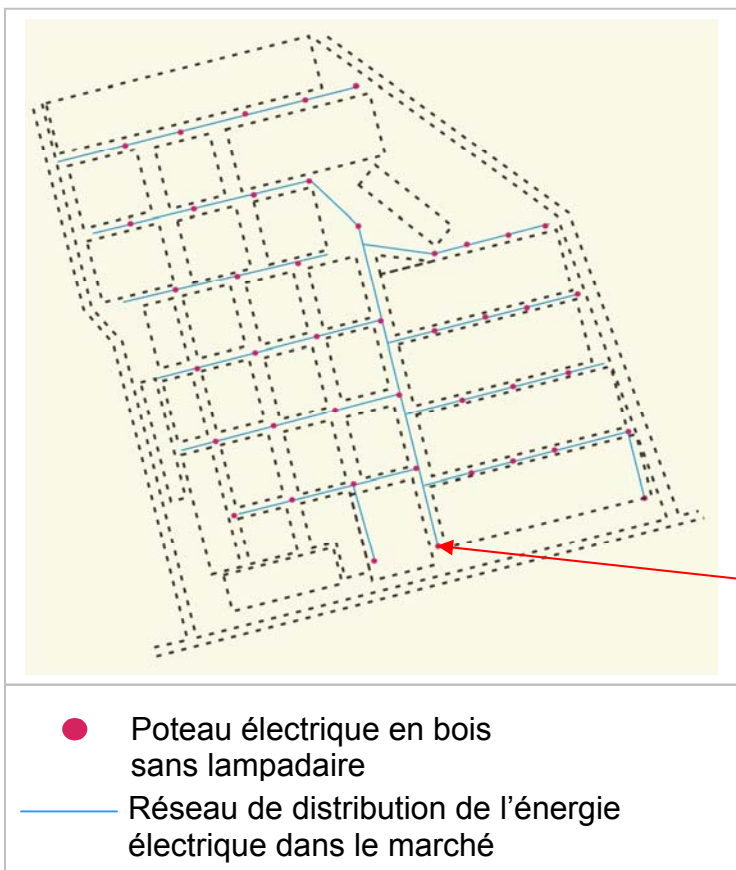 Poteau électrique en bois
sans lampadaire
Réseau de distribution de l’énergie
électrique dans le marché